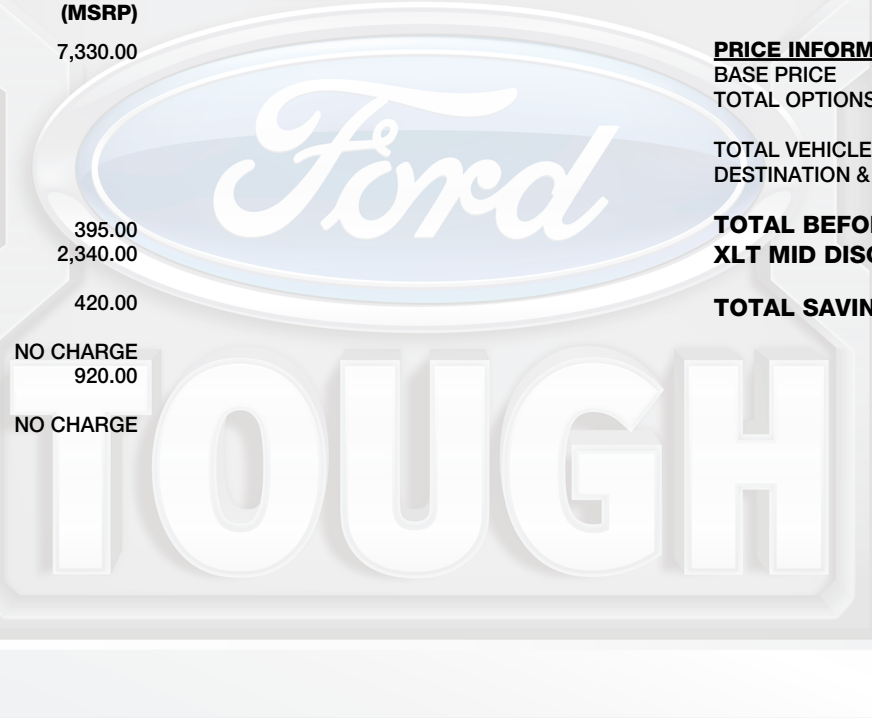 (MSRP)
7,330.00
395.00
2,340.00
420.00
NO CHARGE
920.00
NO CHARGE
PRICE INFORM
BASE PRICE
TOTAL OPTIONS
TOTAL VEHICLE
DESTINATION &
TOTAL BEFO
XLT MID DISC
TOTAL SAVIN
Ford
TOUGH